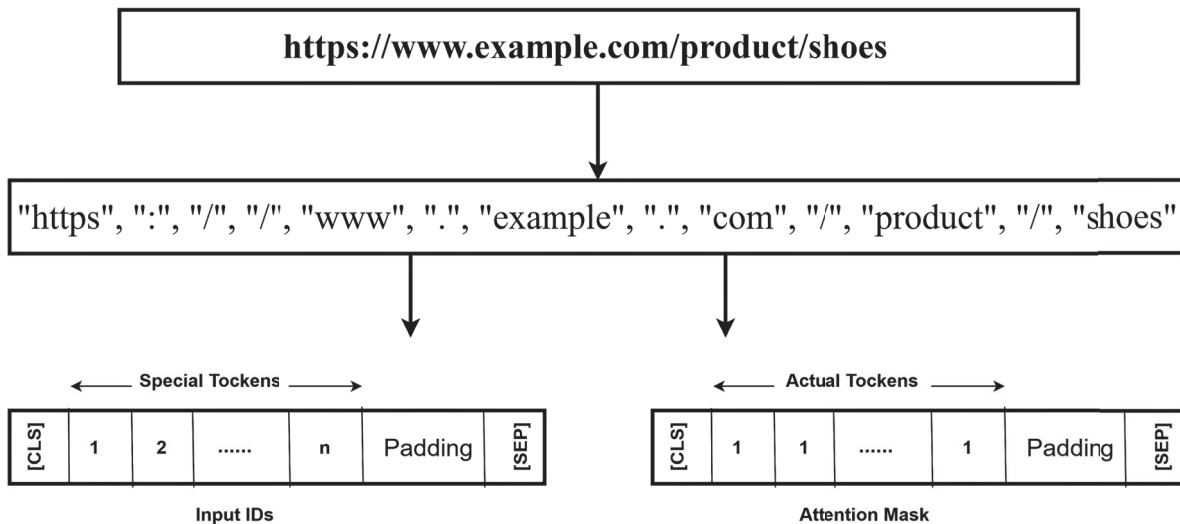 https://www.example.com/product/shoes
"https", ":", "/", "/", "www", ".", "example", ".", "com", "/", "product", "/", "shoes"
Special Tockens
Actual Tockens
[CLS] 1 2 ...... n Padding [SEP]
[CLS] 1 1 ...... 1 Padding [SEP]
Input IDs
Attention Mask